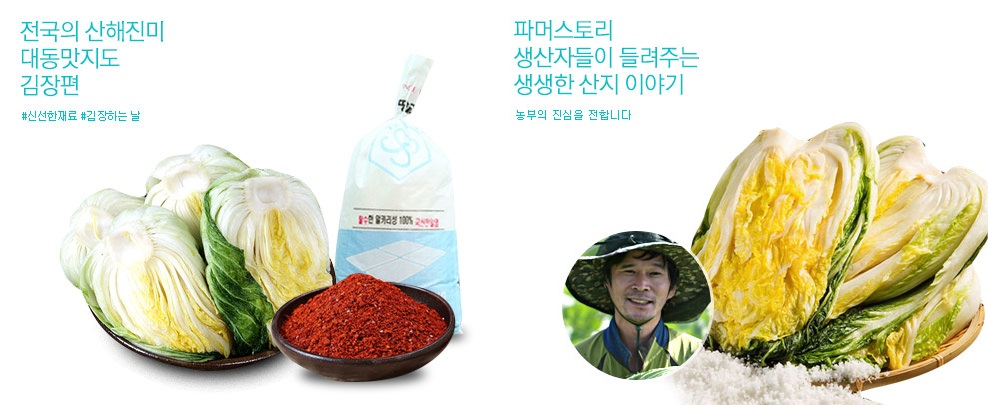 전국의 산해진미
대동맛지도
김장편
#신선한재료 #김장하는 날
100%
파머스토리
생산자들이 들려주는
생생한 산지 이야기
농부의 진심을 전합니다